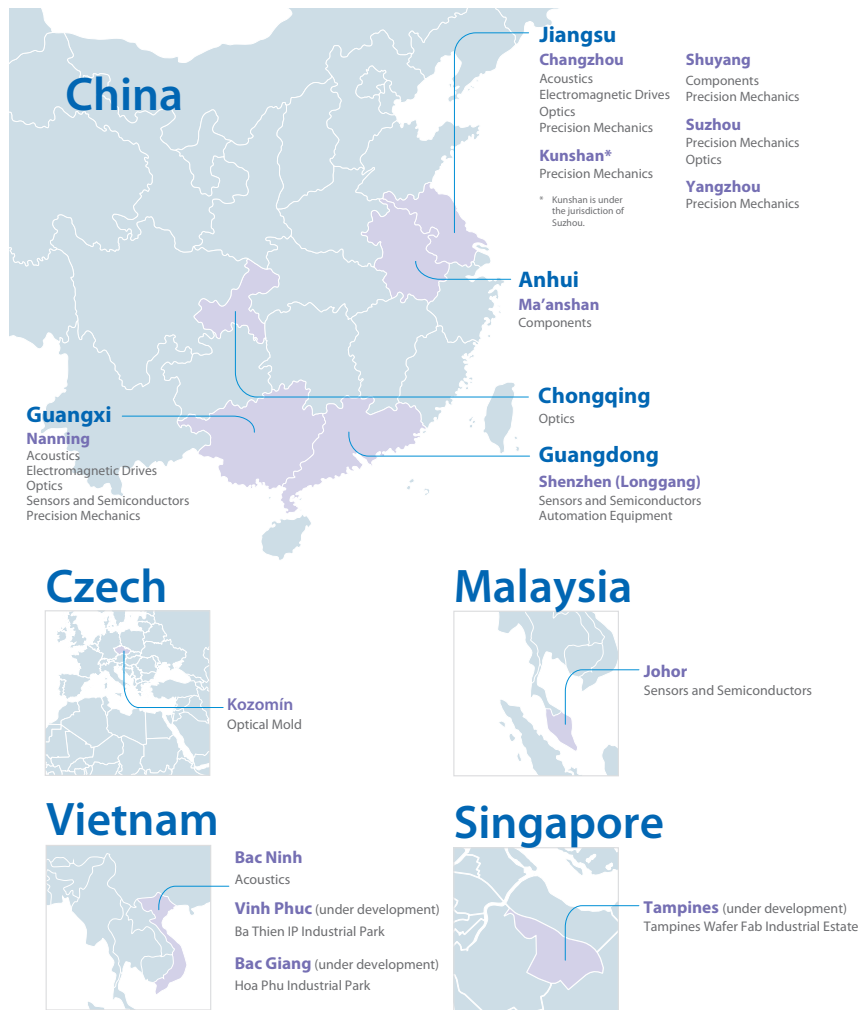 China
Jiangsu
Changzhou
Acoustics
Electromagnetic Drives
Optics
Precision Mechanics
Kunshan*
Precision Mechanics
* Kunshan is under
the jurisdiction of
Suzhou.
Shuyang
Components
Precision Mechanics
Suzhou
Precision Mechanics
Optics
Yangzhou
Precision Mechanics
Anhui
Ma'anshan
Components
Chongqing
Optics
Guangxi
Nanning
Acoustics
Electromagnetic Drives
Optics
Sensors and Semiconductors
Precision Mechanics
Guangdong
Shenzhen (Longgang)
Sensors and Semiconductors
Automation Equipment
Czech
Kozomín
Optical Mold
Malaysia
Johor
Sensors and Semiconductors
Vietnam
Bac Ninh
Acoustics
Vinh Phuc (under development)
Ba Thien IP Industrial Park
Bac Giang (under development)
Hoa Phu Industrial Park
Singapore
Tampines (under development)
Tampines Wafer Fab Industrial Estate